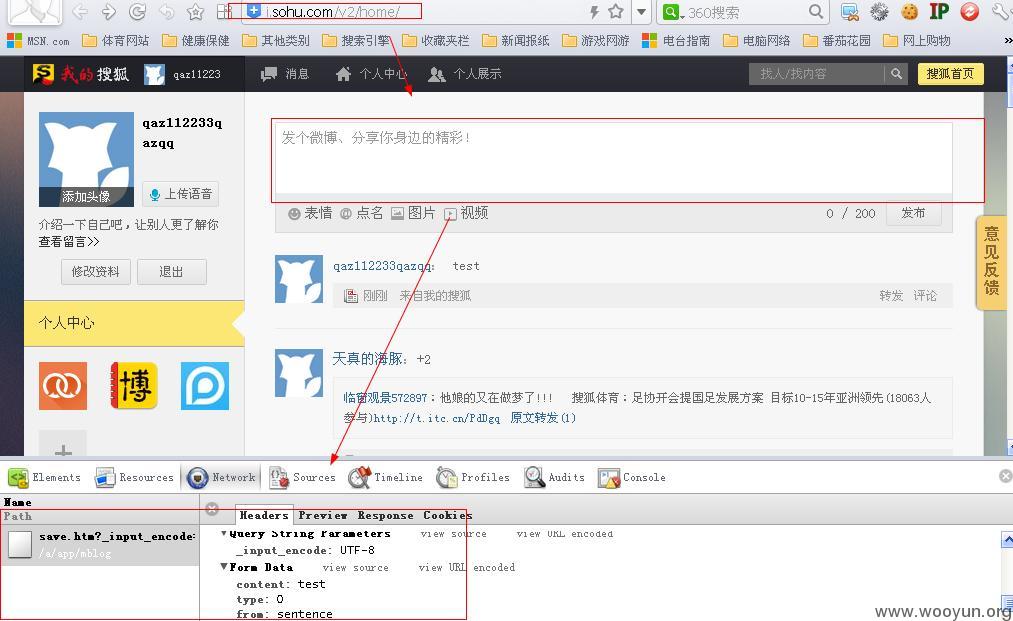 i.sohu.com/v2/home/
360搜索
IP
MSN.com 体育网站 健康保健 其他类别 搜索引擎 收藏夹栏 新闻报纸 游戏网游 电台指南 电脑网络 番茄花园 网上购物 »
S 我的搜狐 qaz11223 消息 个人中心 个人展示 找人/找内容 搜狐首页
qaz112233q
azqq
添加头像
上传语音
介绍一下自己吧，让别人更了解你
查看留言>>
修改资料 退出
个人中心
博
发个微博、分享你身边的精彩！
表情 @ 点名 图片 视频 0 / 200 发布
意见反馈
qaz112233qazqq： test
刚刚 来自我的搜狐 转发 评论
天真的海豚：+2
临窗观景572897：他娘的又在做梦了!!! 搜狐体育：足协开会提国足发展方案 目标10-15年亚洲领先(18063人
参与)http://t.itc.cn/PdDgq 原文转发(1)
Elements Resources Network Sources Timeline Profiles Audits Console
Name
Path
save.htm?_input_encode=
/a/app/mblog
Headers Preview Response Cookies
Query String Parameters view source view URL encoded
_input_encode: UTF-8
Form Data view source view URL encoded
content: test
type: 0
from: sentence
www.wooyun.org